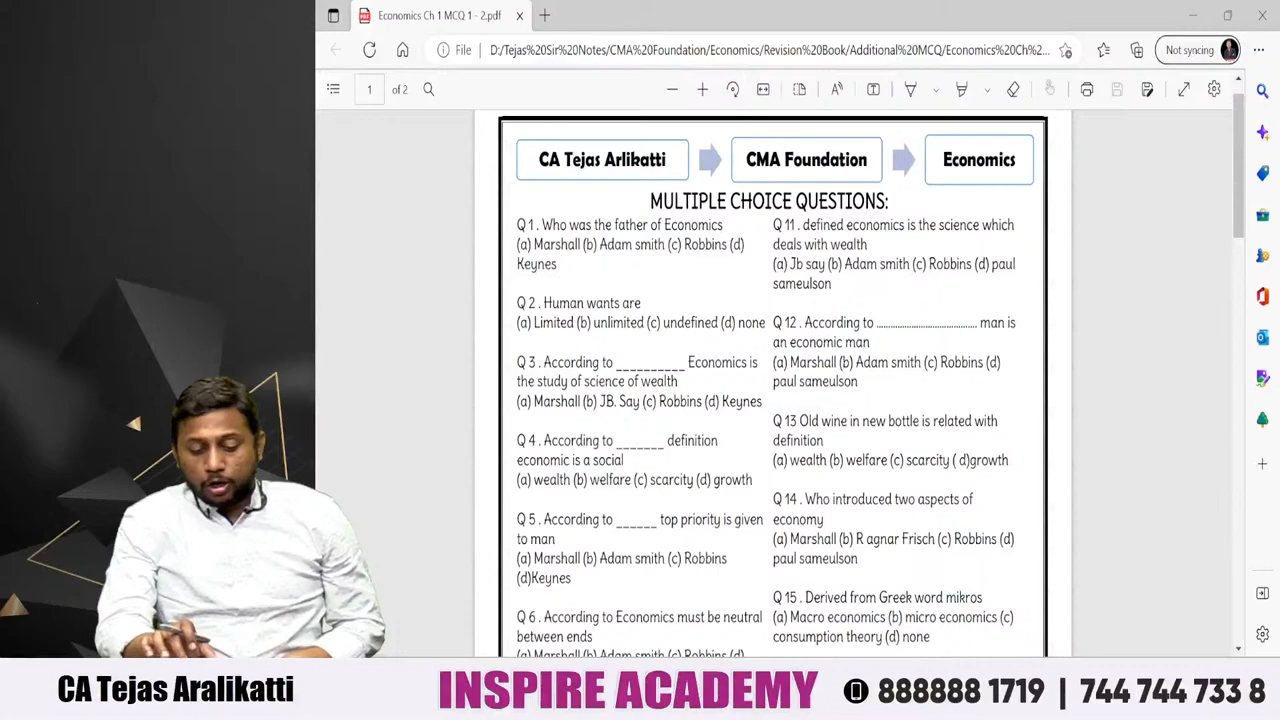 Economics Ch 1 MCQ 1 - 2.pdf
File
D:/Tejas%20Sir%20Notes/CMA%20Foundation/Economics/Revision%20Book/Additional%20MCQ/Economics%20Ch%2...
Not syncing
1 of 2
CA Tejas Arlikatti
CMA Foundation
Economics
MULTIPLE CHOICE QUESTIONS:
Q 1 . Who was the father of Economics
(a) Marshall (b) Adam smith (c) Robbins (d)
Keynes
Q 2 . Human wants are
(a) Limited (b) unlimited (c) undefined (d) none
Q 3 . According to __________ Economics is
the study of science of wealth
(a) Marshall (b) JB. Say (c) Robbins (d) Keynes
Q 4 . According to _______ definition
economic is a social
(a) wealth (b) welfare (c) scarcity (d) growth
Q 5 . According to ______ top priority is given
to man
(a) Marshall (b) Adam smith (c) Robbins
(d)Keynes
Q 6 . According to Economics must be neutral
between ends
(a) Marshall (b) Adam smith (c) Robbins (d)
Q 11 . defined economics is the science which
deals with wealth
(a) Jb say (b) Adam smith (c) Robbins (d) paul
sameulson
Q 12 . According to ...................................... man is
an economic man
(a) Marshall (b) Adam smith (c) Robbins (d)
paul sameulson
Q 13 Old wine in new bottle is related with
definition
(a) wealth (b) welfare (c) scarcity ( d)growth
Q 14 . Who introduced two aspects of
economy
(a) Marshall (b) R agnar Frisch (c) Robbins (d)
paul sameulson
Q 15 . Derived from Greek word mikros
(a) Macro economics (b) micro economics (c)
consumption theory (d) none
CA Tejas Aralikatti
INSPIRE ACADEMY
888888 1719 | 744 744 733 8